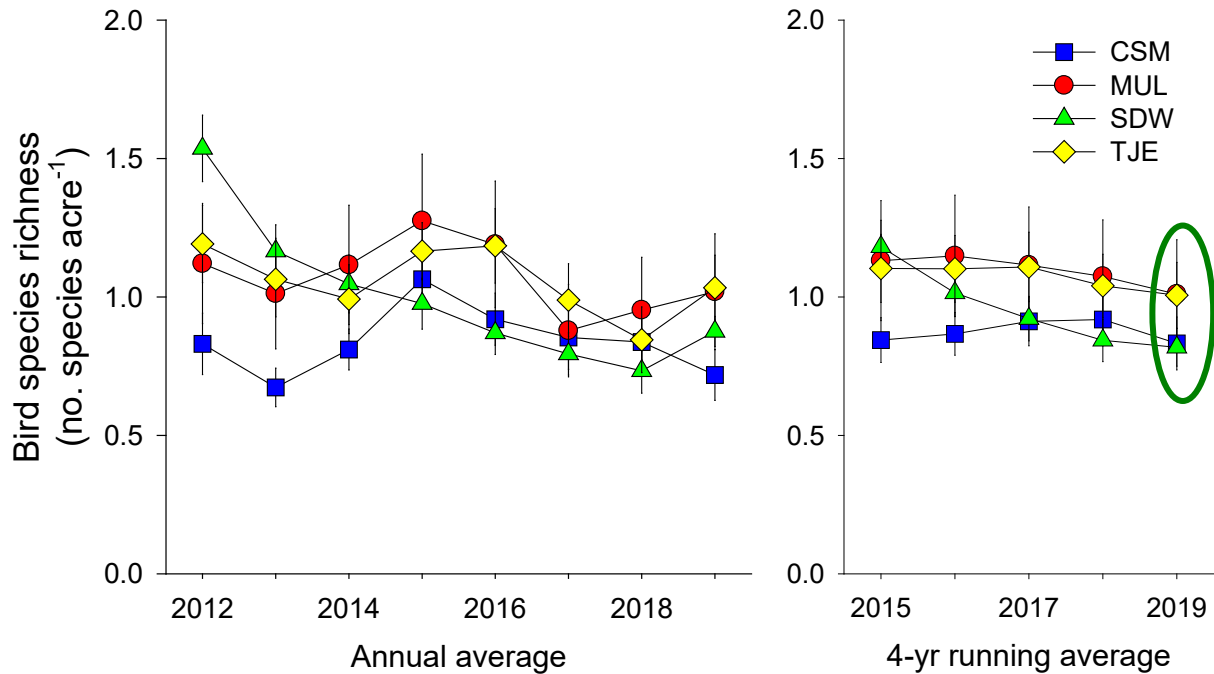 Bird species richness
(no. species acre⁻¹)
2.0
1.5
1.0
0.5
0.0
2012
2014
2016
2018
Annual average
2.0
1.5
1.0
0.5
0.0
2015
2017
2019
4-yr running average
CSM
MUL
SDW
TJE